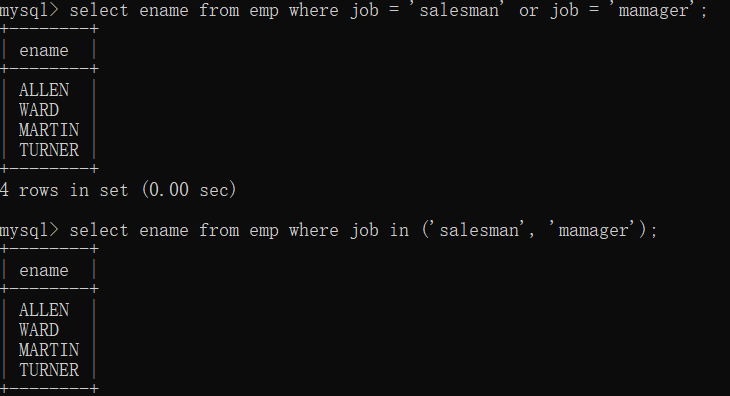 mysql> select ename from emp where job = 'salesman' or job = 'mamager';
+--------+
| ename  |
+--------+
| ALLEN  |
| WARD   |
| MARTIN |
| TURNER |
+--------+
4 rows in set (0.00 sec)
mysql> select ename from emp where job in ('salesman', 'mamager');
+--------+
| ename  |
+--------+
| ALLEN  |
| WARD   |
| MARTIN |
| TURNER |
+--------+